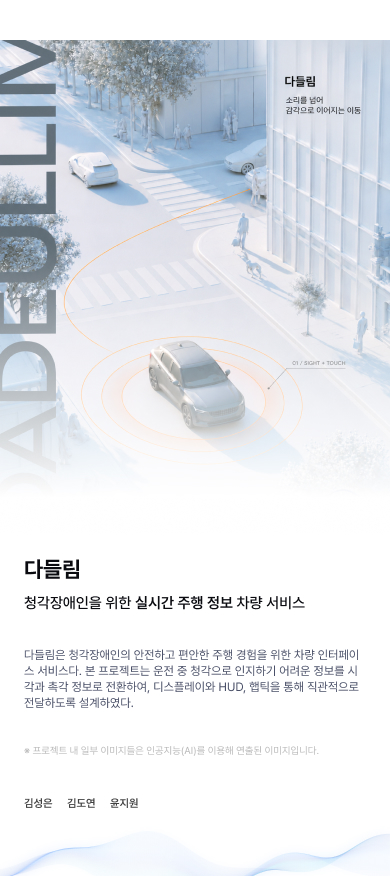 DADEULLIM
다들림
소리를 넘어
감각으로 이어지는 이동
01 / SIGHT + TOUCH
다들림
청각장애인을 위한 실시간 주행 정보 차량 서비스
다들림은 청각장애인의 안전하고 편안한 주행 경험을 위한 차량 인터페이
스 서비스다. 본 프로젝트는 운전 중 청각으로 인지하기 어려운 정보를 시
각과 촉각 정보로 전환하여, 디스플레이와 HUD, 햅틱을 통해 직관적으로
전달하도록 설계하였다.
※ 프로젝트 내 일부 이미지들은 인공지능(AI)를 이용해 연출된 이미지입니다.
김성은 김도연 윤지원